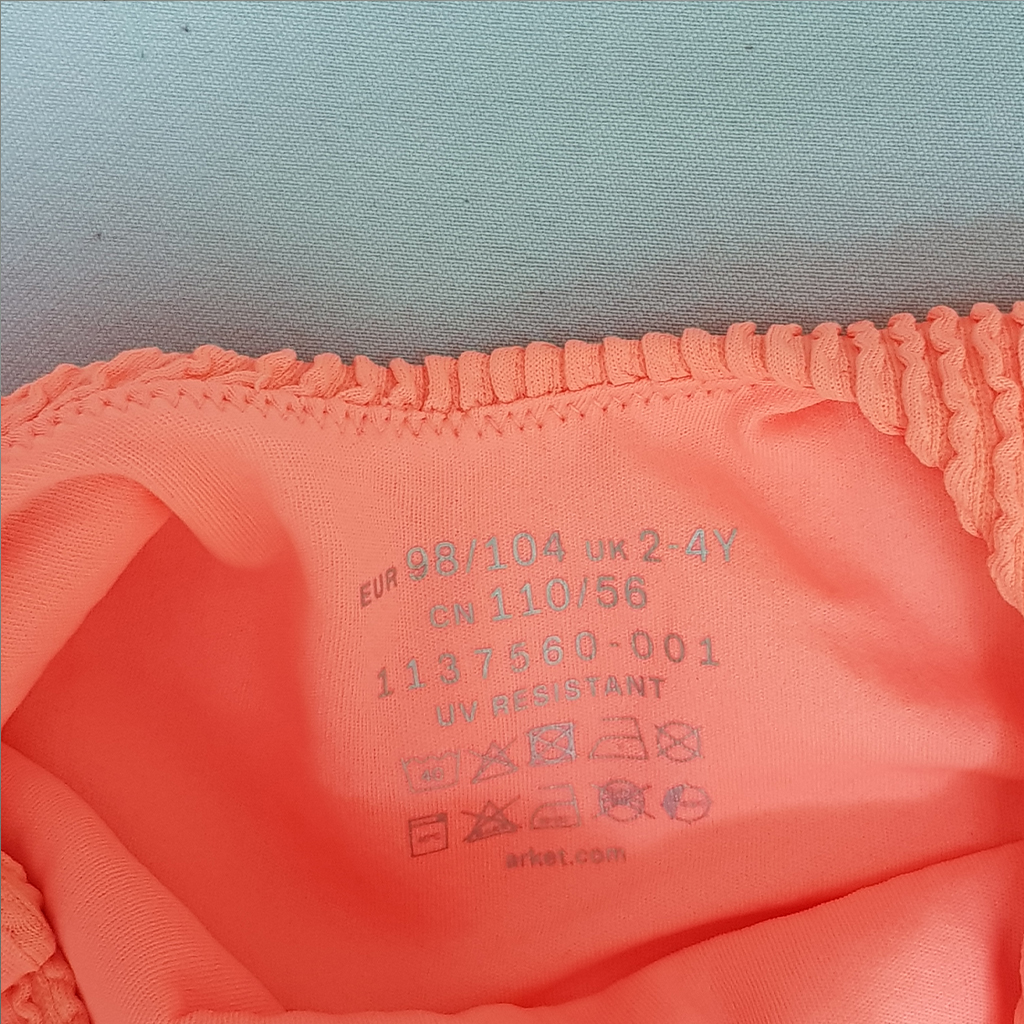 EUR 98/104 UK 2-4Y
CN 110/56
1137560-001
UV RESISTANT
arket.com